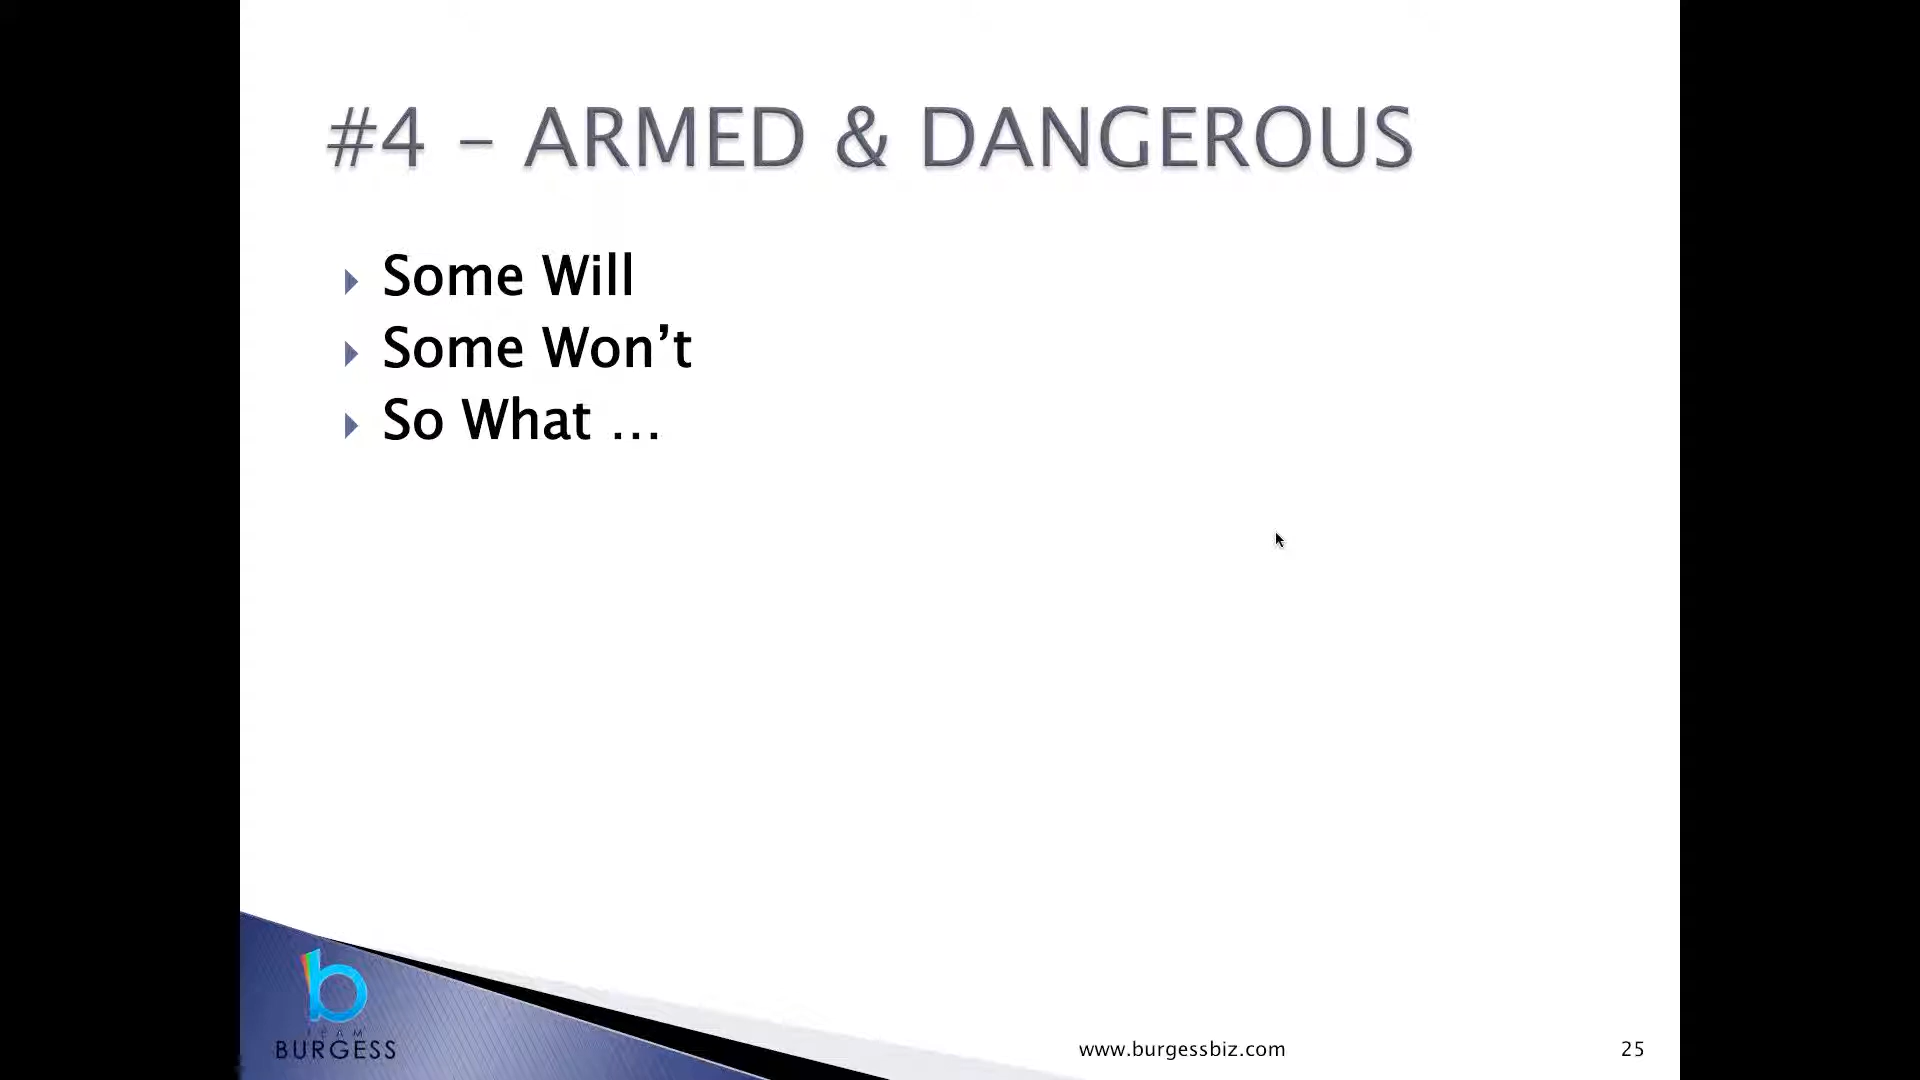 #4 – ARMED & DANGEROUS
Some Will
Some Won’t
So What …
TEAM
BURGESS
www.burgessbiz.com
25